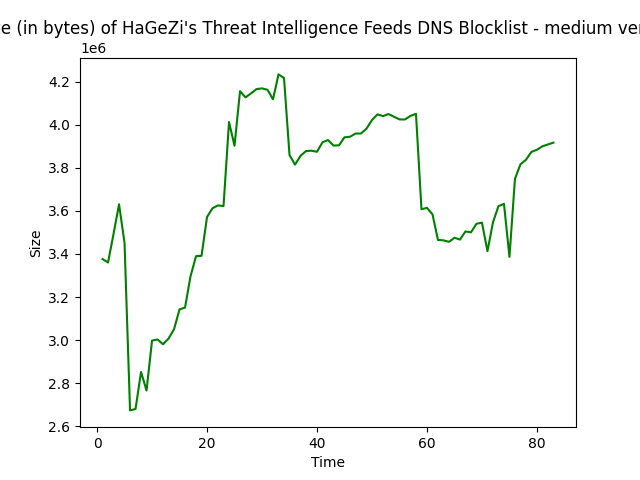 e (in bytes) of HaGeZi's Threat Intelligence Feeds DNS Blocklist - medium ver
1e6
4.2
4.0
3.8
3.6
3.4
3.2
3.0
2.8
2.6
Size
0 20 40 60 80
Time